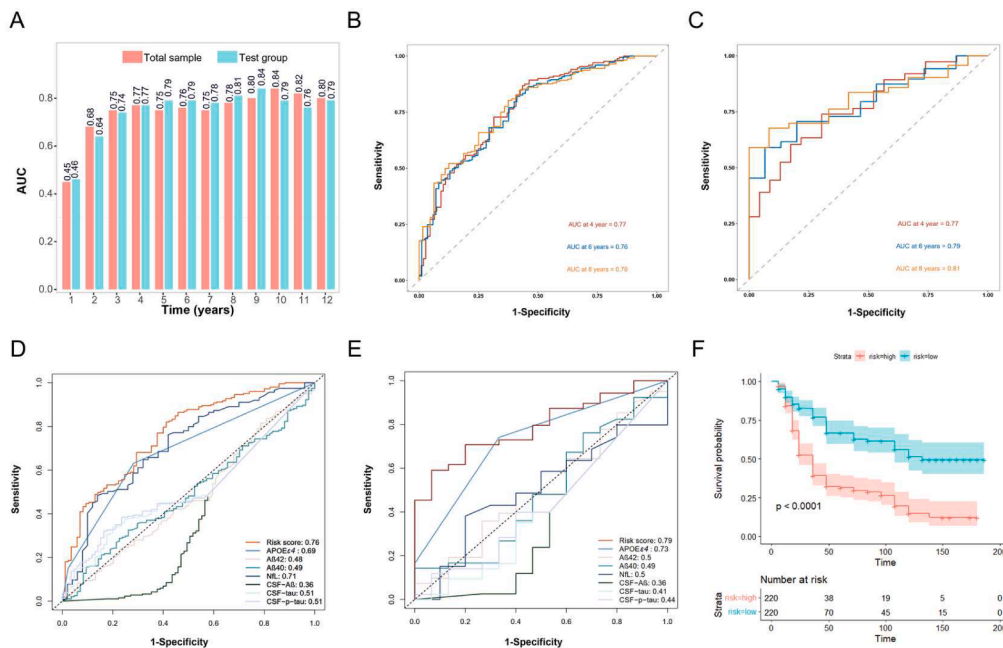 A
Total sample
Test group
AUC
0.8
0.6
0.4
0.2
0.0
0.45
0.46
0.68
0.64
0.75
0.74
0.77
0.77
0.75
0.79
0.76
0.79
0.75
0.78
0.78
0.81
0.80
0.84
0.84
0.79
0.82
0.76
0.80
0.79
1 2 3 4 5 6 7 8 9 10 11 12
Time (years)
B
Sensitivity
1.00
0.75
0.50
0.25
0.00
AUC at 4 year = 0.77
AUC at 6 years = 0.76
AUC at 8 years = 0.78
0.00 0.25 0.50 0.75 1.00
1-Specificity
C
Sensitivity
1.00
0.75
0.50
0.25
0.00
AUC at 4 year = 0.77
AUC at 6 years = 0.79
AUC at 8 years = 0.81
0.00 0.25 0.50 0.75 1.00
1-Specificity
D
Sensitivity
1.0
0.8
0.6
0.4
0.2
0.0
Risk score: 0.76
APOEε4 : 0.69
Aß42: 0.48
Aß40: 0.49
NfL: 0.71
CSF-Aß: 0.36
CSF-tau: 0.51
CSF-p-tau: 0.51
0.0 0.2 0.4 0.6 0.8 1.0
1-Specificity
E
Sensitivity
1.0
0.8
0.6
0.4
0.2
0.0
Risk score: 0.79
APOEε4: 0.73
Aß42: 0.5
Aß40: 0.49
NfL: 0.5
CSF-Aß: 0.36
CSF-tau: 0.41
CSF-p-tau: 0.44
0.0 0.2 0.4 0.6 0.8 1.0
1-Specificity
F
Strata risk=high risk=low
Survival probability
1.00
0.75
0.50
0.25
0.00
p < 0.0001
0 50 100 150 200
Time
Number at risk
Strata
risk=high 220 38 19 5 0
risk=low 220 70 45 15 0
0 50 100 150 200
Time